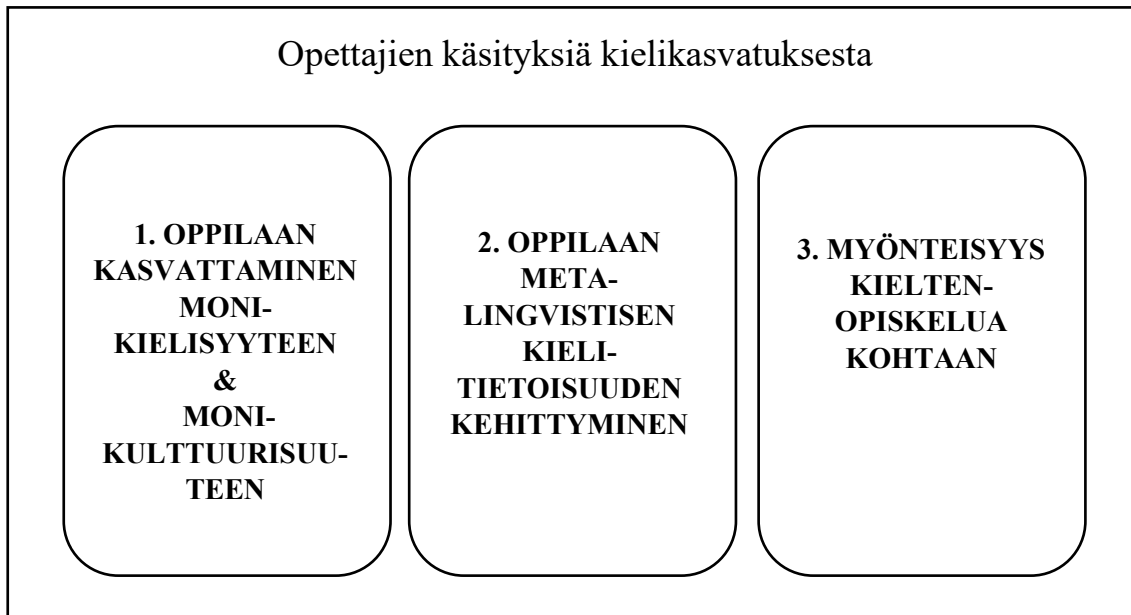 Opettajien käsityksiä kielikasvatuksesta
1. OPPILAAN
KASVATTAMINEN
MONI-
KIELISYYTEEN
&
MONI-
KULTTUURISUU-
TEEN
2. OPPILAAN
META-
LINGVISTISEN
KIELI-
TIETOISUUDEN
KEHITTYMINEN
3. MYÖNTEISYYS
KIELTEN-
OPISKELUA
KOHTAAN